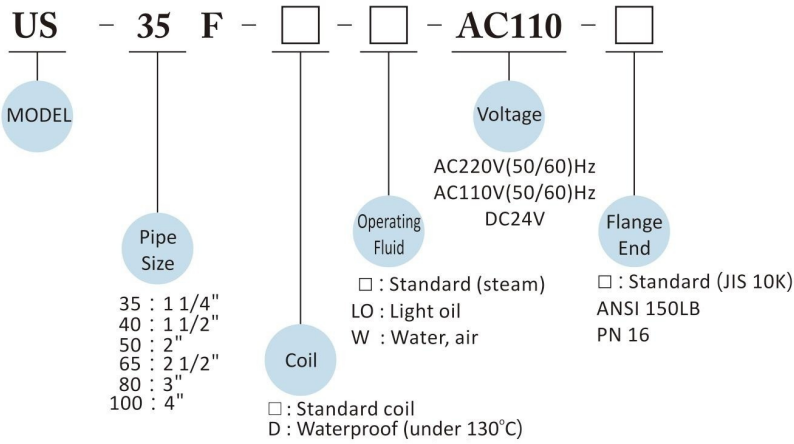 US - 35 F - □ - □ - AC110 - □
MODEL
Voltage
AC220V(50/60)Hz
AC110V(50/60)Hz
DC24V
Pipe
Size
35 : 1 1/4"
40 : 1 1/2"
50 : 2"
65 : 2 1/2"
80 : 3"
100 : 4"
Operating
Fluid
□ : Standard (steam)
LO : Light oil
W : Water, air
Flange
End
□ : Standard (JIS 10K)
ANSI 150LB
PN 16
Coil
□ : Standard coil
D : Waterproof (under 130°C)